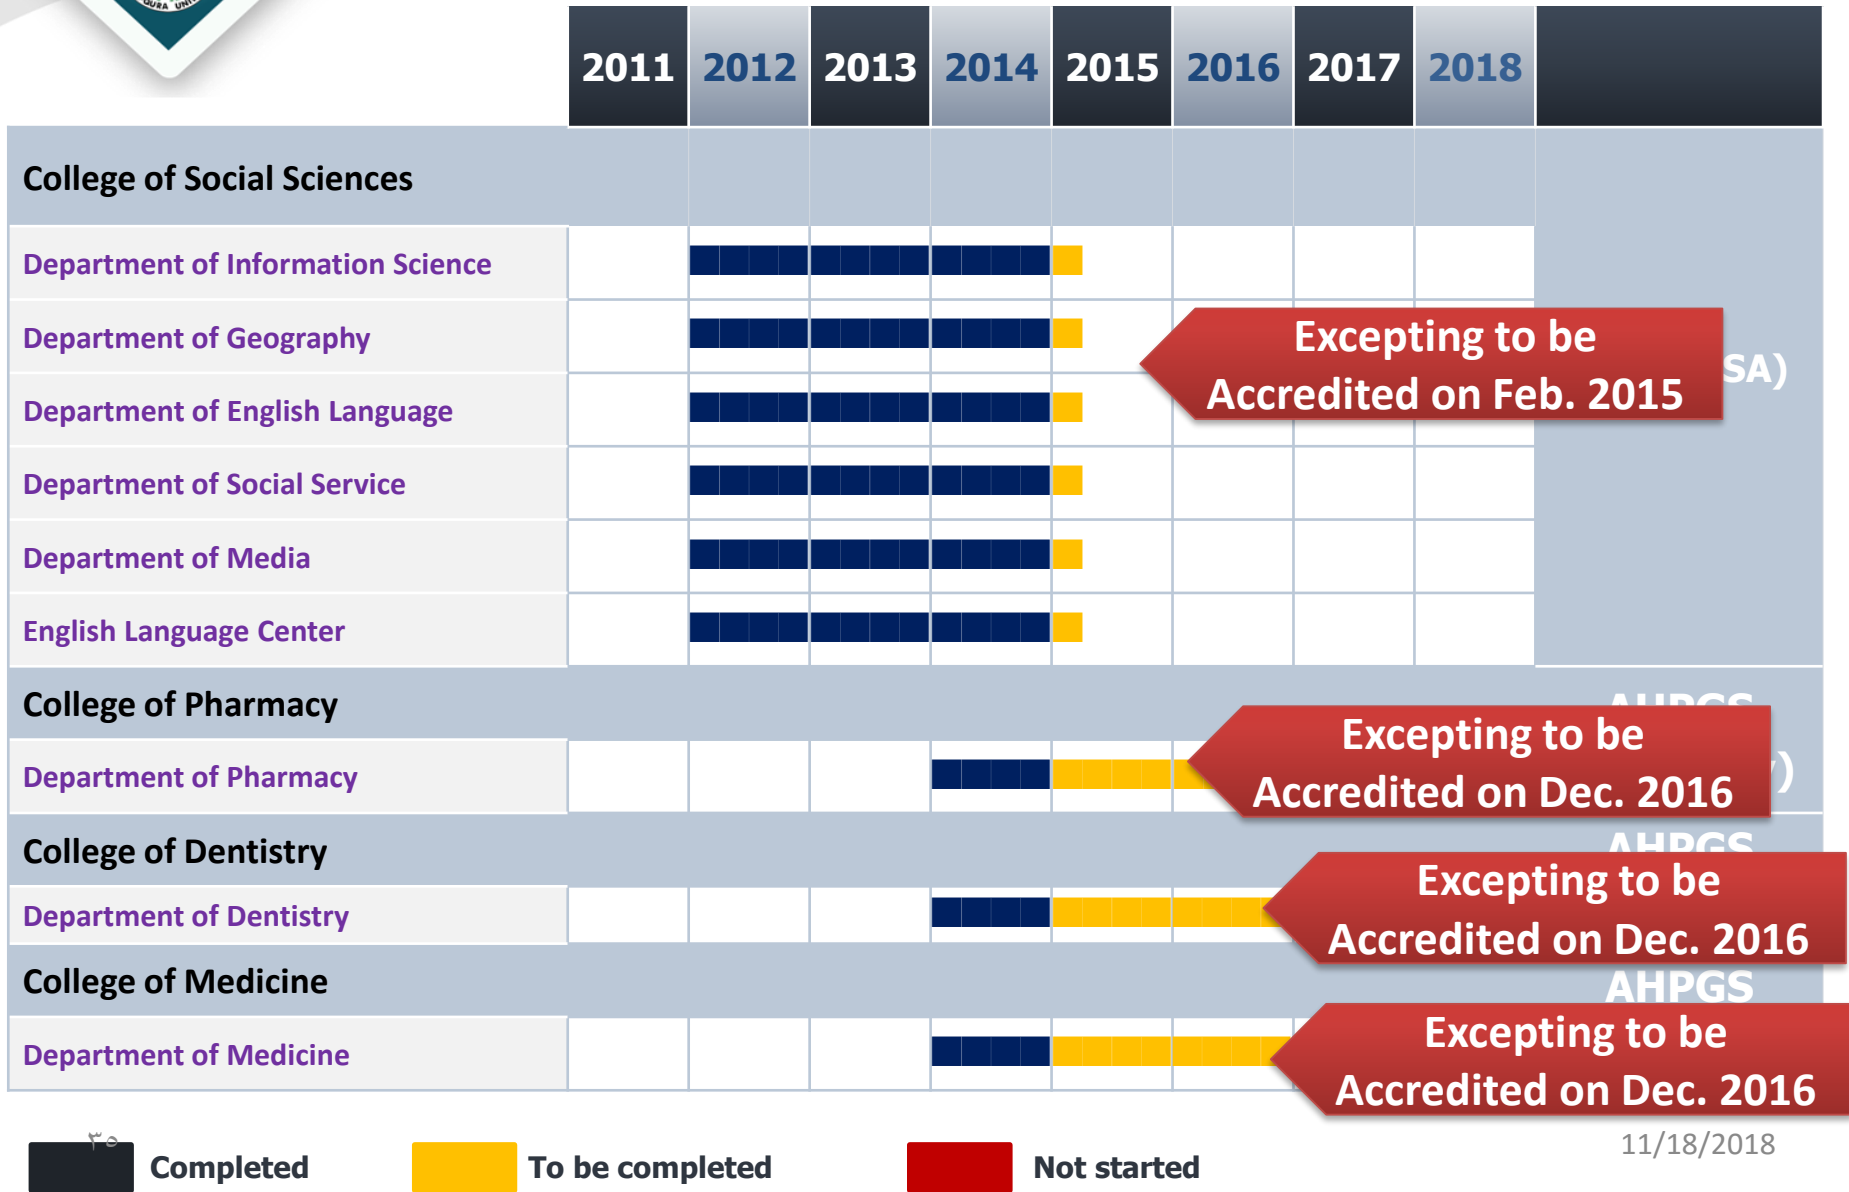 QURA UNI
2011 2012 2013 2014 2015 2016 2017 2018
College of Social Sciences
Department of Information Science
Department of Geography
Excepting to be
Accredited on Feb. 2015
SA)
Department of English Language
Department of Social Service
Department of Media
English Language Center
College of Pharmacy
AHPGS
Department of Pharmacy
Excepting to be
Accredited on Dec. 2016
)
College of Dentistry
AHPGS
Department of Dentistry
Excepting to be
Accredited on Dec. 2016
College of Medicine
AHPGS
Department of Medicine
Excepting to be
Accredited on Dec. 2016
٣٥
11/18/2018
Completed
To be completed
Not started